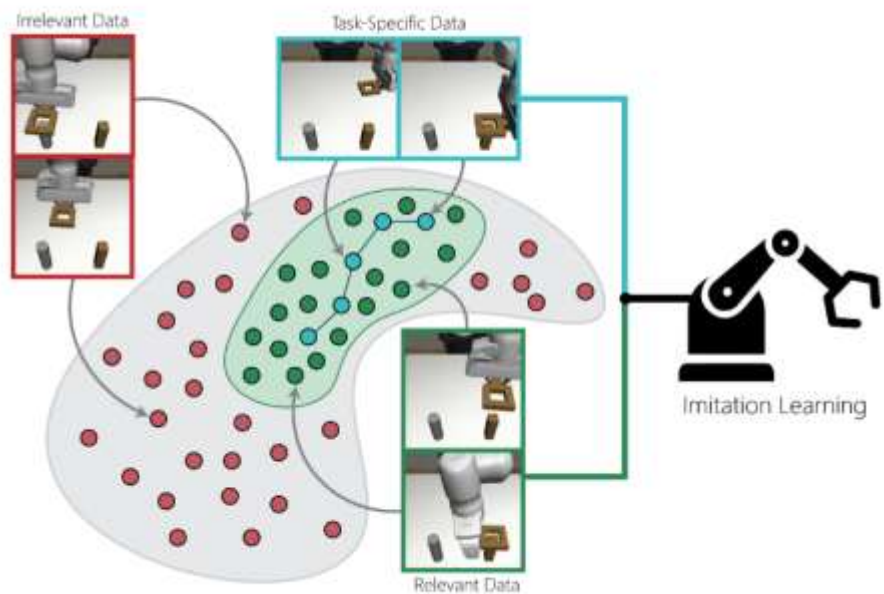 Irrelevant Data
Task-Specific Data
Imitation Learning
Relevant Data